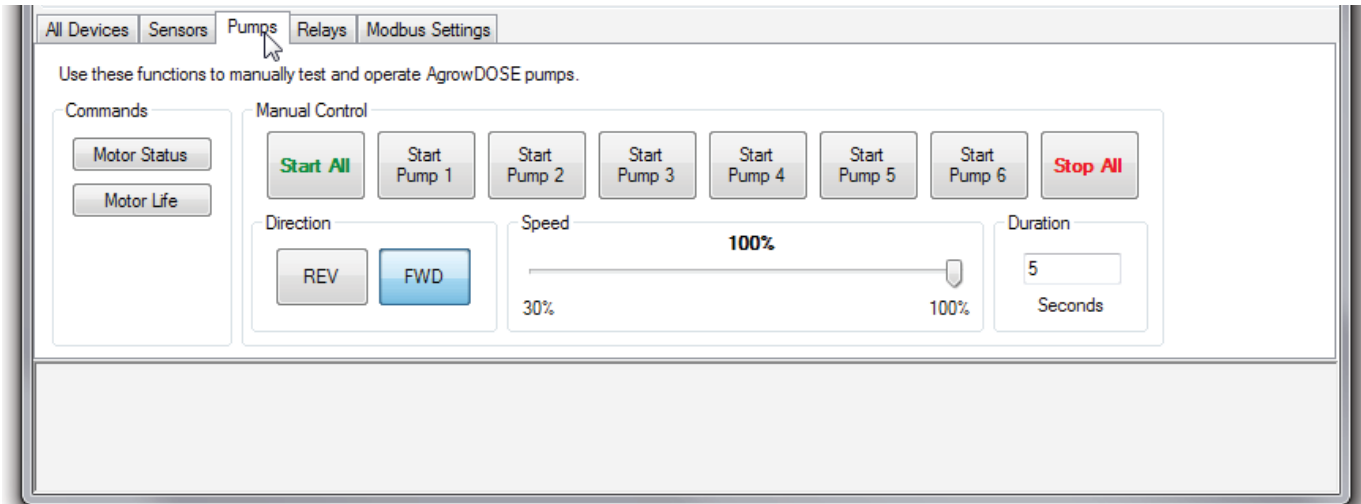 All Devices Sensors Pumps Relays Modbus Settings
Use these functions to manually test and operate AgrowDOSE pumps.
Commands
Motor Status
Motor Life
Manual Control
Start All
Start
Pump 1
Start
Pump 2
Start
Pump 3
Start
Pump 4
Start
Pump 5
Start
Pump 6
Stop All
Direction
REV
FWD
Speed
100%
30%
100%
Duration
5
Seconds